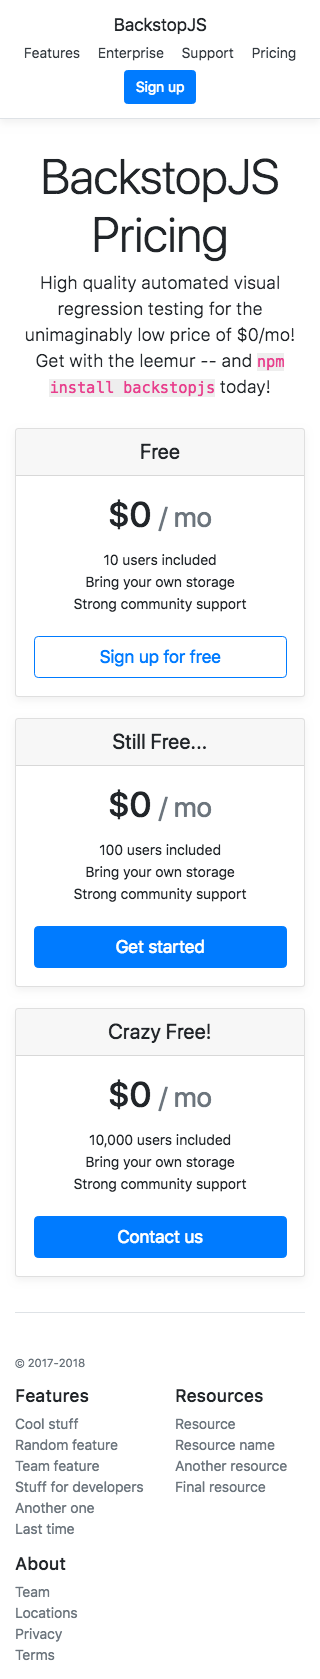 BackstopJS
Features Enterprise Support Pricing
Sign up
BackstopJS
Pricing
High quality automated visual
regression testing for the
unimaginably low price of $0/mo!
Get with the leemur -- and npm
install backstopjs today!
Free
$0 / mo
10 users included
Bring your own storage
Strong community support
Sign up for free
Still Free...
$0 / mo
100 users included
Bring your own storage
Strong community support
Get started
Crazy Free!
$0 / mo
10,000 users included
Bring your own storage
Strong community support
Contact us
© 2017-2018
Features
Cool stuff
Random feature
Team feature
Stuff for developers
Another one
Last time
Resources
Resource
Resource name
Another resource
Final resource
About
Team
Locations
Privacy
Terms